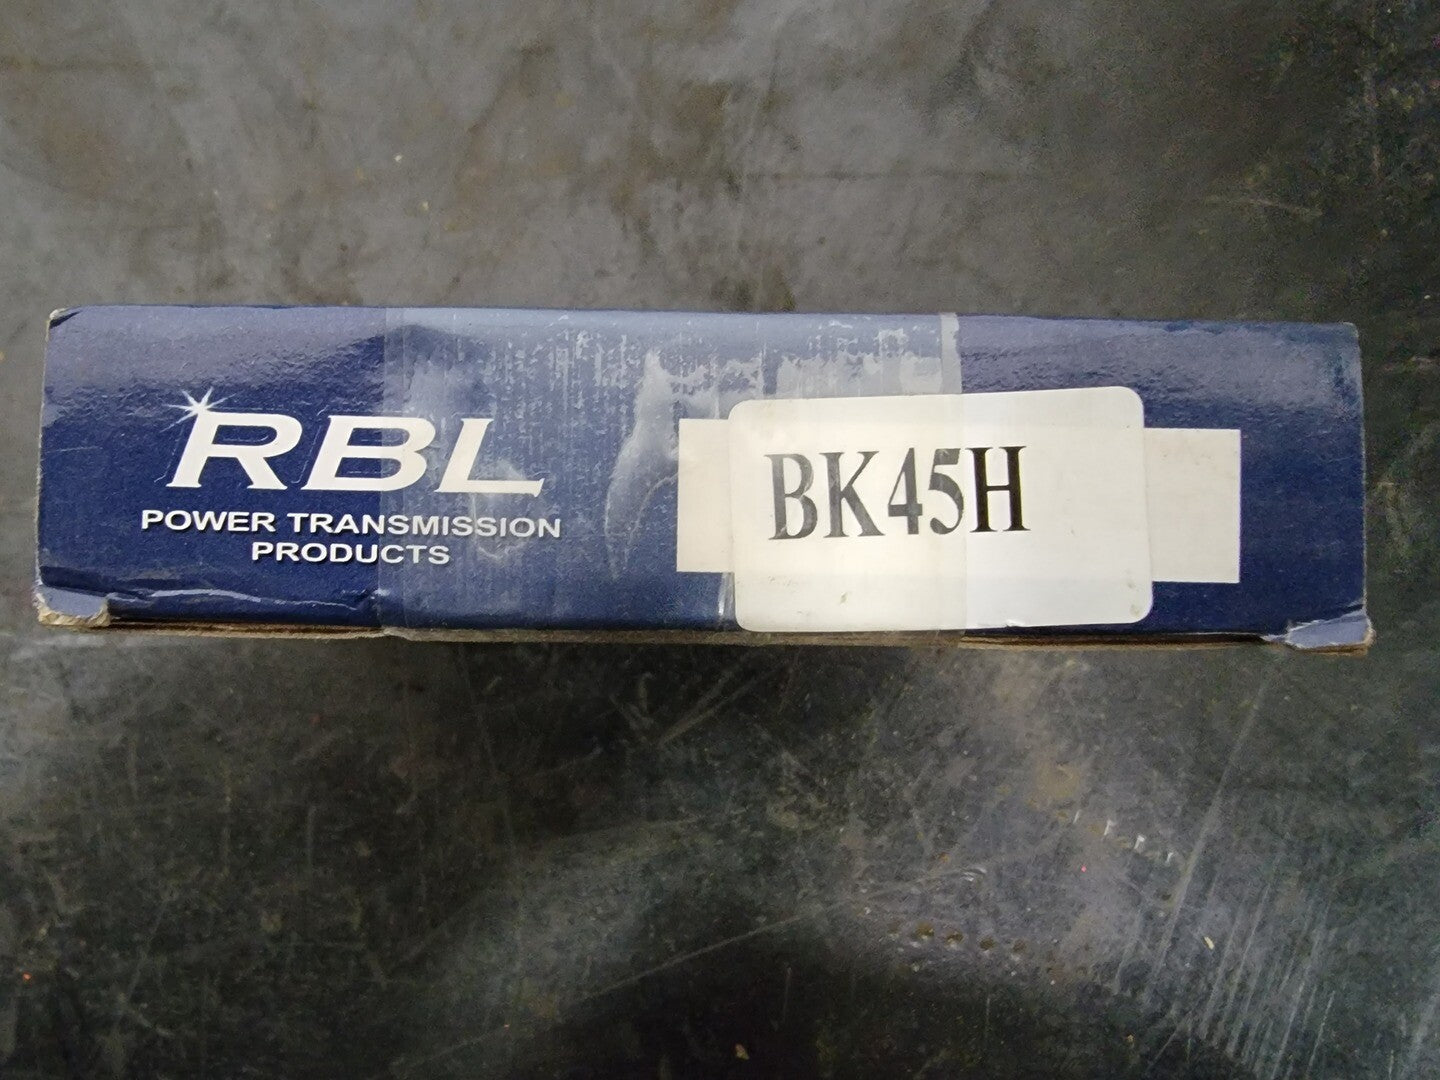 RBL
POWER TRANSMISSION
PRODUCTS
BK45H